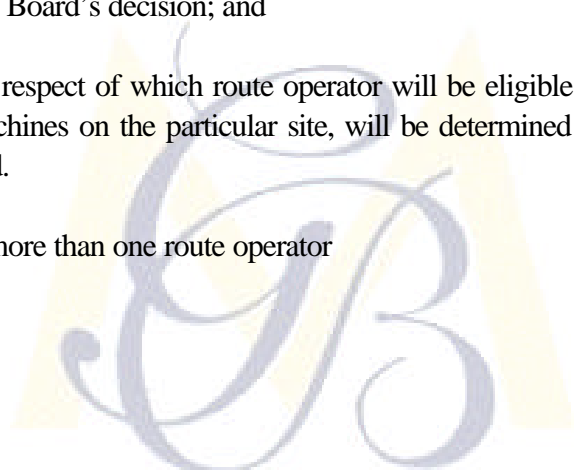 Board’s decision; and
respect of which route operator will be eligible
chines on the particular site, will be determined
more than one route operator